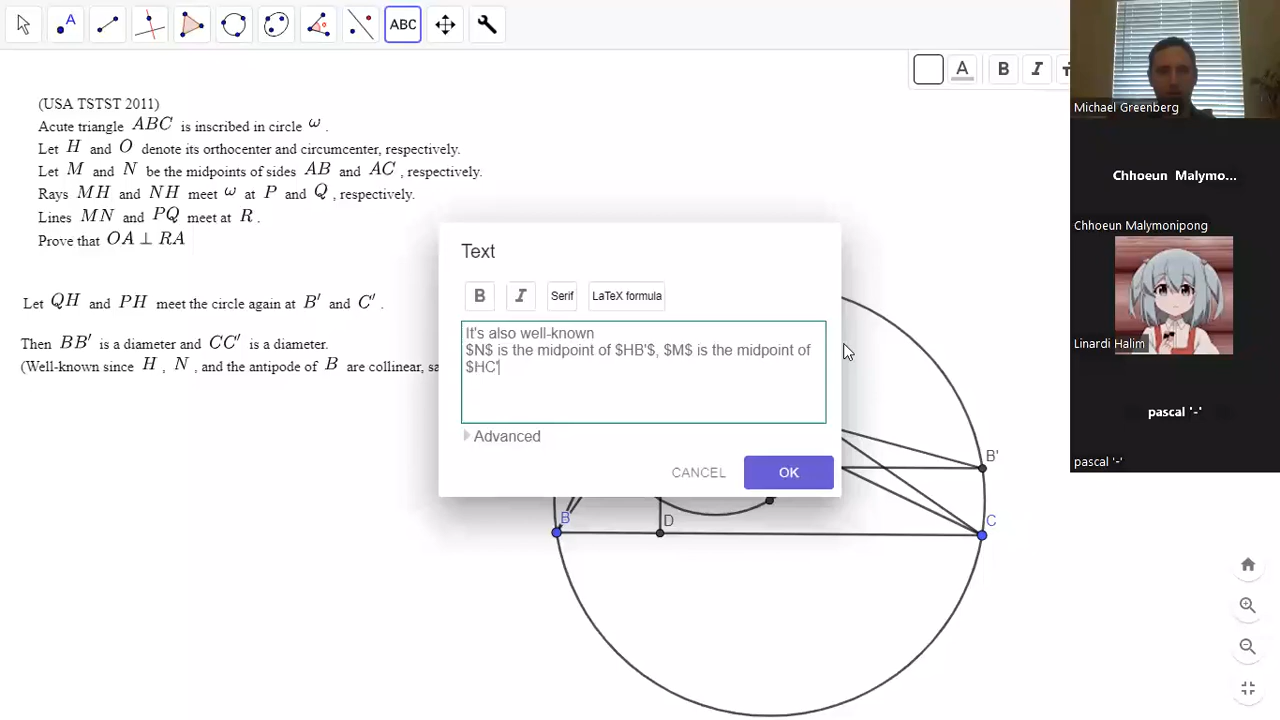 ABC
A
B
I
(USA TSTST 2011)
Acute triangle ABC is inscribed in circle ω .
Let H and O denote its orthocenter and circumcenter, respectively.
Let M and N be the midpoints of sides AB and AC , respectively.
Rays MH and NH meet ω at P and Q , respectively.
Lines MN and PQ meet at R .
Prove that OA ⊥ RA
Let QH and PH meet the circle again at B' and C' .
Then BB' is a diameter and CC' is a diameter.
(Well-known since H , N , and the antipode of B are collinear, sa
Text
B
I
Serif
LaTeX formula
It's also well-known
$N$ is the midpoint of $HB'$, $M$ is the midpoint of
$HC'
Advanced
CANCEL
OK
B'
B
D
C
Michael Greenberg
Chhoeun Malymo...
Chhoeun Malymonipong
Linardi Halim
pascal '-'
pascal '-'